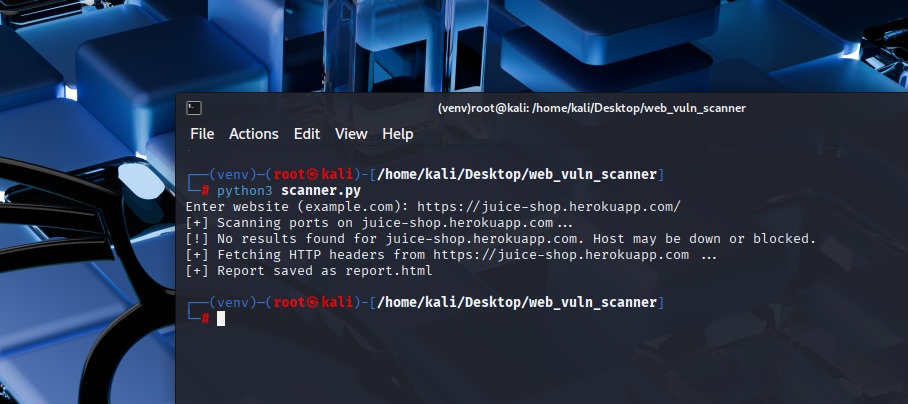 (venv)root@kali: /home/kali/Desktop/web_vuln_scanner
File Actions Edit View Help
┌──(venv)─(root㉿kali)-[/home/kali/Desktop/web_vuln_scanner]
└─# python3 scanner.py
Enter website (example.com): https://juice-shop.herokuapp.com/
[+] Scanning ports on juice-shop.herokuapp.com...
[!] No results found for juice-shop.herokuapp.com. Host may be down or blocked.
[+] Fetching HTTP headers from https://juice-shop.herokuapp.com ...
[+] Report saved as report.html
┌──(venv)─(root㉿kali)-[/home/kali/Desktop/web_vuln_scanner]
└─#